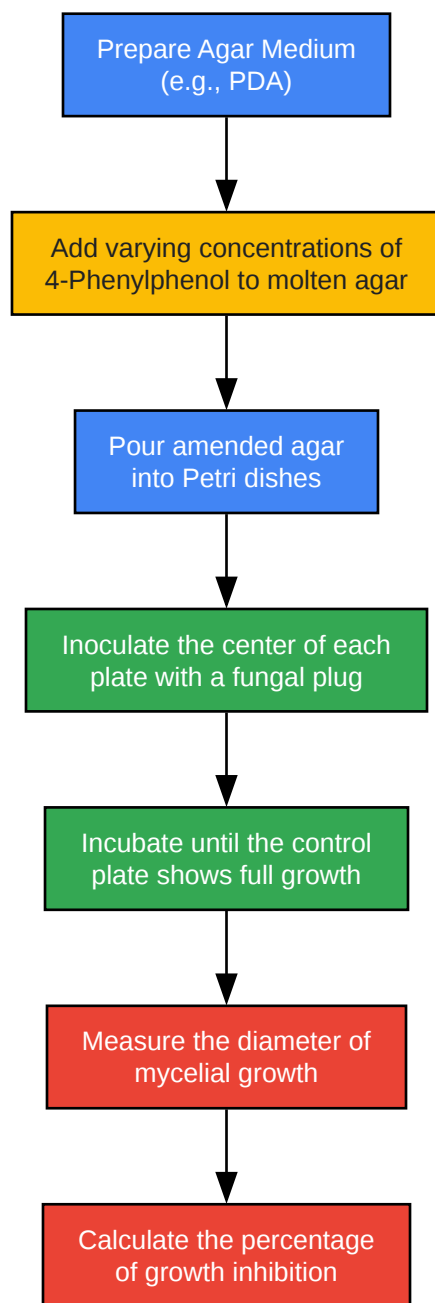 Prepare Agar Medium
(e.g., PDA)
Add varying concentrations of
4-Phenylphenol to molten agar
Pour amended agar
into Petri dishes
Inoculate the center of each
plate with a fungal plug
Incubate until the control
plate shows full growth
Measure the diameter of
mycelial growth
Calculate the percentage
of growth inhibition